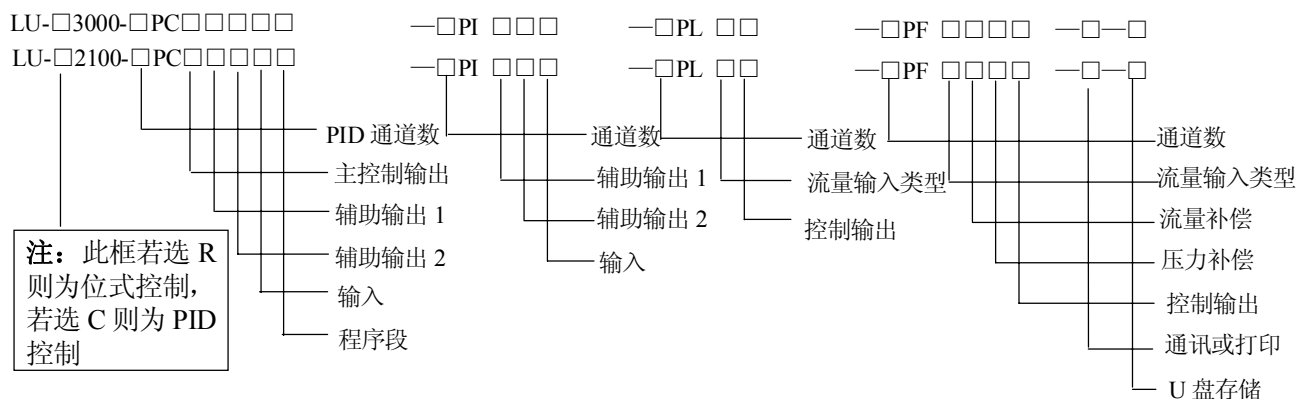 LU-□3000-□PC□□□□□ —□PI □□□ —□PL □□ —□PF □□□□ —□—□
LU-□2100-□PC□□□□□ —□PI □□□ —□PL □□ —□PF □□□□ —□—□
PID 通道数 通道数 通道数 通道数
主控制输出 辅助输出 1 流量输入类型 流量输入类型
辅助输出 1 辅助输出 2 控制输出 流量补偿
辅助输出 2 输入 压力补偿
输入 控制输出
程序段 通讯或打印
U 盘存储
注：此框若选 R
则为位式控制，
若选 C 则为 PID
控制